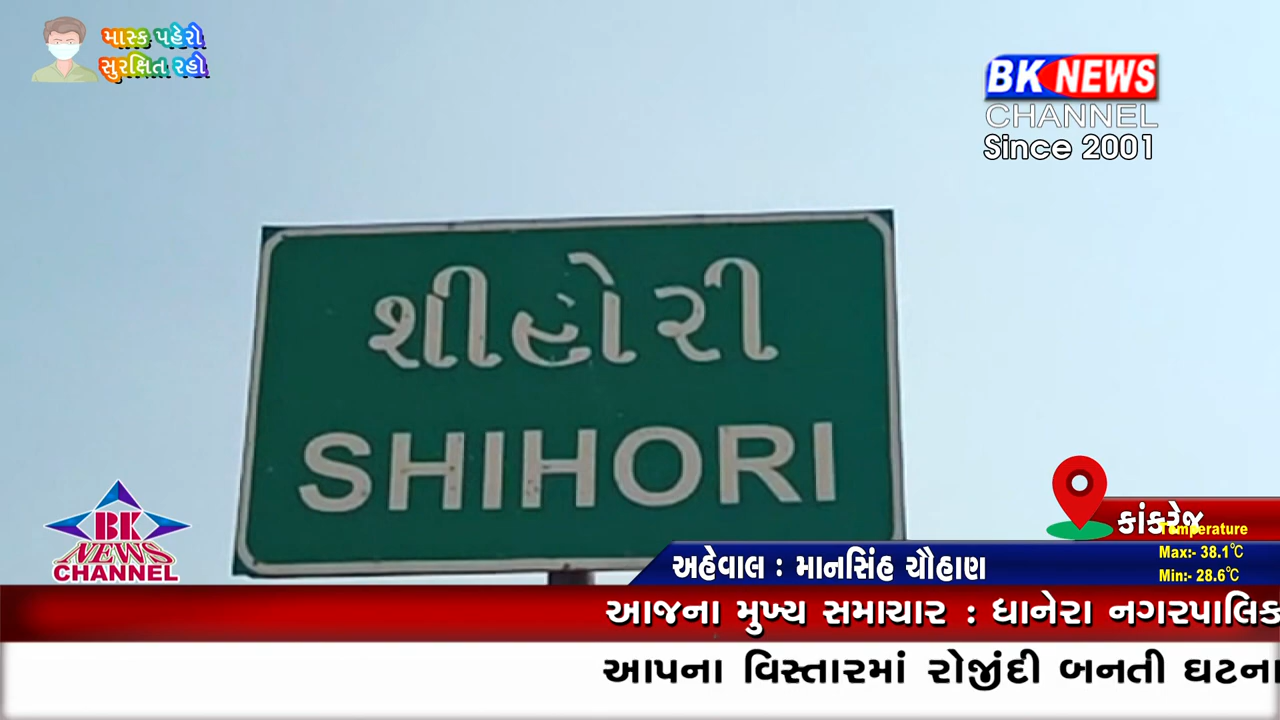 માસ્ક પહેરો
સુરક્ષિત રહો
BK NEWS
CHANNEL
Since 2001
શીહોરી
SHIHORI
BK
NEWS
CHANNEL
કાંકરેજ
Temperature
Max:- 38.1℃
Min:- 28.6℃
અહેવાલ : માનસિંહ ચૌહાણ
આજના મુખ્ય સમાચાર : ધાનેરા નગરપાલિક
આપના વિસ્તારમાં રોજીંદી બનતી ઘટના